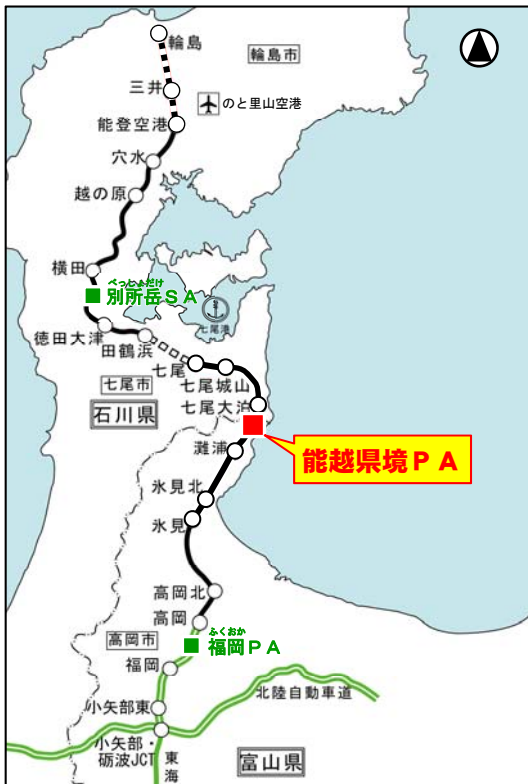 輪島
輪島市
三井
のと里山空港
能登空港
穴水
越の原
横田
べっしょだけ
別所岳ＳＡ
七尾港
徳田大津
田鶴浜
七尾
七尾城山
七尾市
七尾大泊
石川県
灘浦
能越県境ＰＡ
氷見北
氷見
高岡北
高岡
ふくおか
高岡市
福岡ＰＡ
福岡
北陸自動車道
小矢部東
小矢部・
砺波JCT
東海
富山県